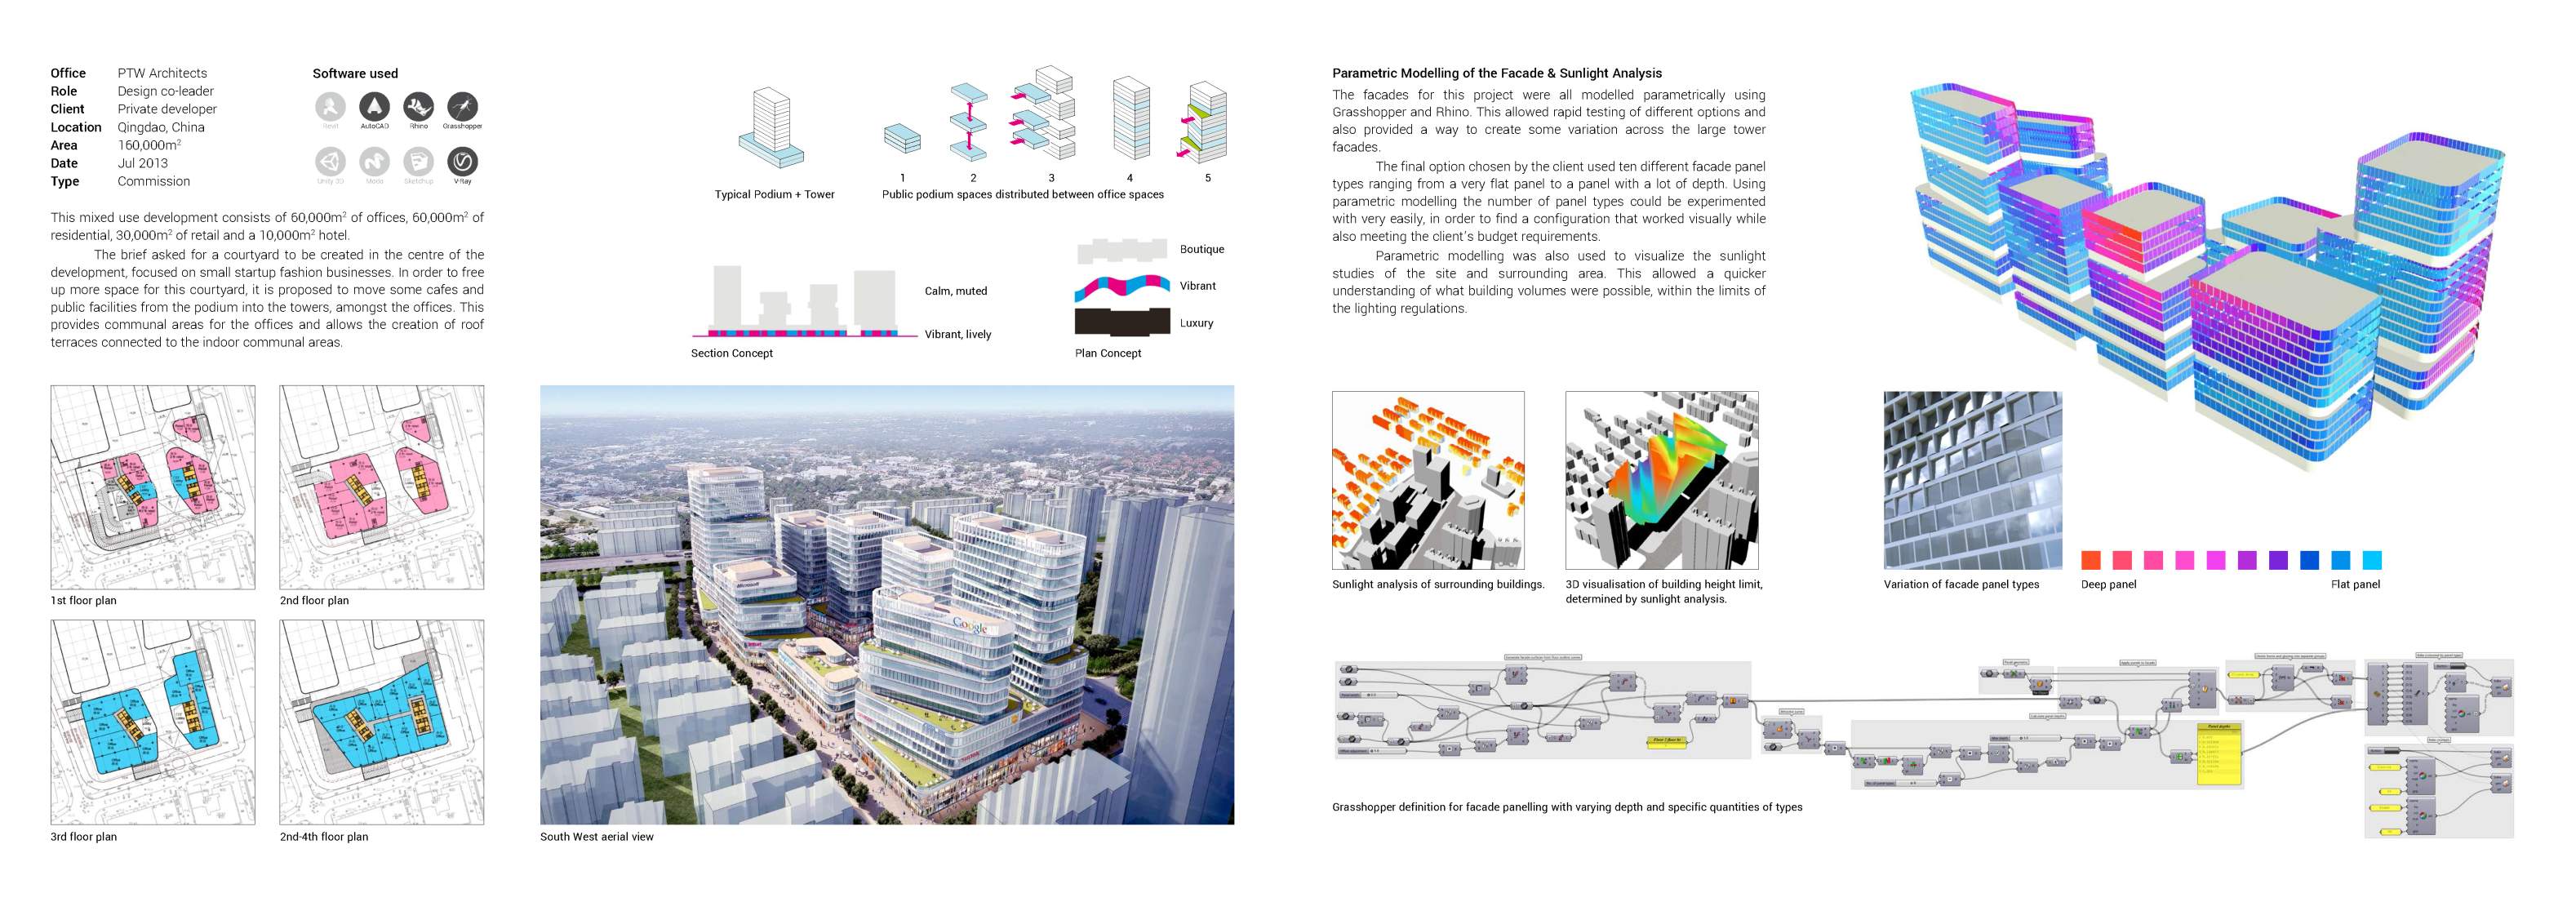 Office PTW Architects
Role Design co-leader
Client Private developer
Location Qingdao, China
Area 160,000m²
Date Jul 2013
Type Commission
Software used
Revit AutoCAD Rhino Grasshopper
Unity 3D Modo Sketchup V-Ray
This mixed use development consists of 60,000m² of offices, 60,000m² of
residential, 30,000m² of retail and a 10,000m² hotel.
The brief asked for a courtyard to be created in the centre of the
development, focused on small startup fashion businesses. In order to free
up more space for this courtyard, it is proposed to move some cafes and
public facilities from the podium into the towers, amongst the offices. This
provides communal areas for the offices and allows the creation of roof
terraces connected to the indoor communal areas.
1st floor plan
2nd floor plan
3rd floor plan
2nd-4th floor plan
Typical Podium + Tower
1 2 3 4 5
Public podium spaces distributed between office spaces
Calm, muted
Vibrant, lively
Section Concept
Boutique
Vibrant
Luxury
Plan Concept
Microsoft
Google
South West aerial view
Parametric Modelling of the Facade & Sunlight Analysis
The facades for this project were all modelled parametrically using
Grasshopper and Rhino. This allowed rapid testing of different options and
also provided a way to create some variation across the large tower
facades.
The final option chosen by the client used ten different facade panel
types ranging from a very flat panel to a panel with a lot of depth. Using
parametric modelling the number of panel types could be experimented
with very easily, in order to find a configuration that worked visually while
also meeting the client's budget requirements.
Parametric modelling was also used to visualize the sunlight
studies of the site and surrounding area. This allowed a quicker
understanding of what building volumes were possible, within the limits of
the lighting regulations.
Sunlight analysis of surrounding buildings.
3D visualisation of building height limit,
determined by sunlight analysis.
Variation of facade panel types
Deep panel
Flat panel
Panel depths
Grasshopper definition for facade panelling with varying depth and specific quantities of types